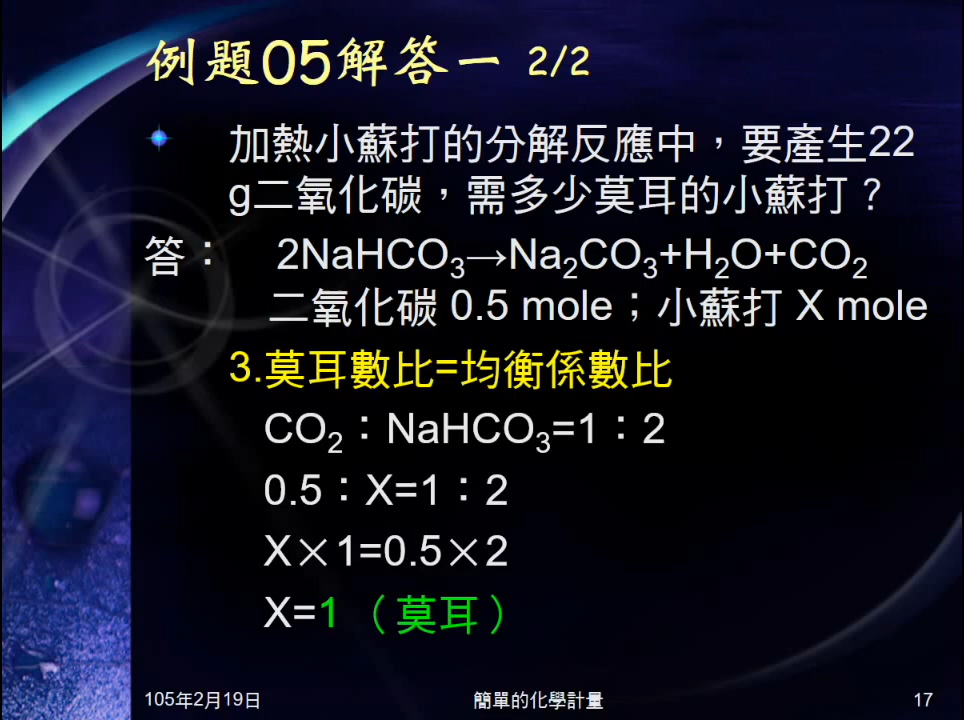 例題05解答一 2/2
加熱小蘇打的分解反應中，要產生22
g二氧化碳，需多少莫耳的小蘇打？
答： 2NaHCO₃→Na₂CO₃+H₂O+CO₂
二氧化碳 0.5 mole；小蘇打 X mole
3.莫耳數比=均衡係數比
CO₂：NaHCO₃=1：2
0.5：X=1：2
X×1=0.5×2
X=1（莫耳）
105年2月19日 簡單的化學計量 17